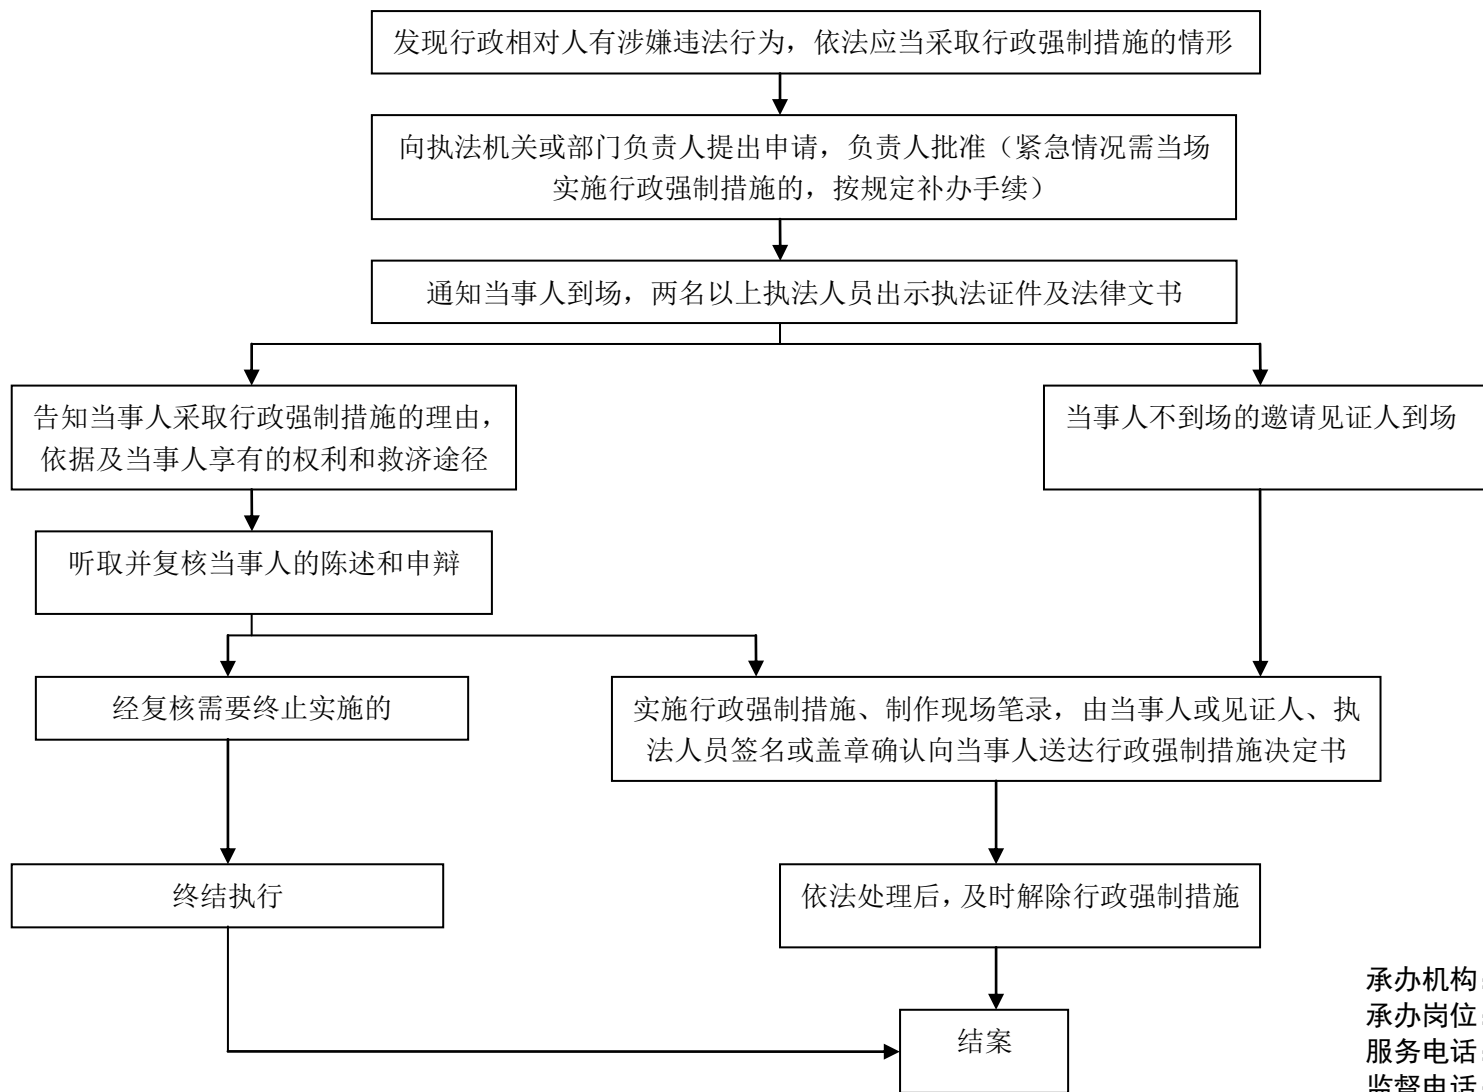 发现行政相对人有涉嫌违法行为，依法应当采取行政强制措施的情形
向执法机关或部门负责人提出申请，负责人批准（紧急情况需当场
实施行政强制措施的，按规定补办手续）
通知当事人到场，两名以上执法人员出示执法证件及法律文书
告知当事人采取行政强制措施的理由，
依据及当事人享有的权利和救济途径
当事人不到场的邀请见证人到场
听取并复核当事人的陈述和申辩
经复核需要终止实施的
实施行政强制措施、制作现场笔录，由当事人或见证人、执
法人员签名或盖章确认向当事人送达行政强制措施决定书
终结执行
依法处理后，及时解除行政强制措施
结案
承办机构：
承办岗位：
服务电话：
监督电话